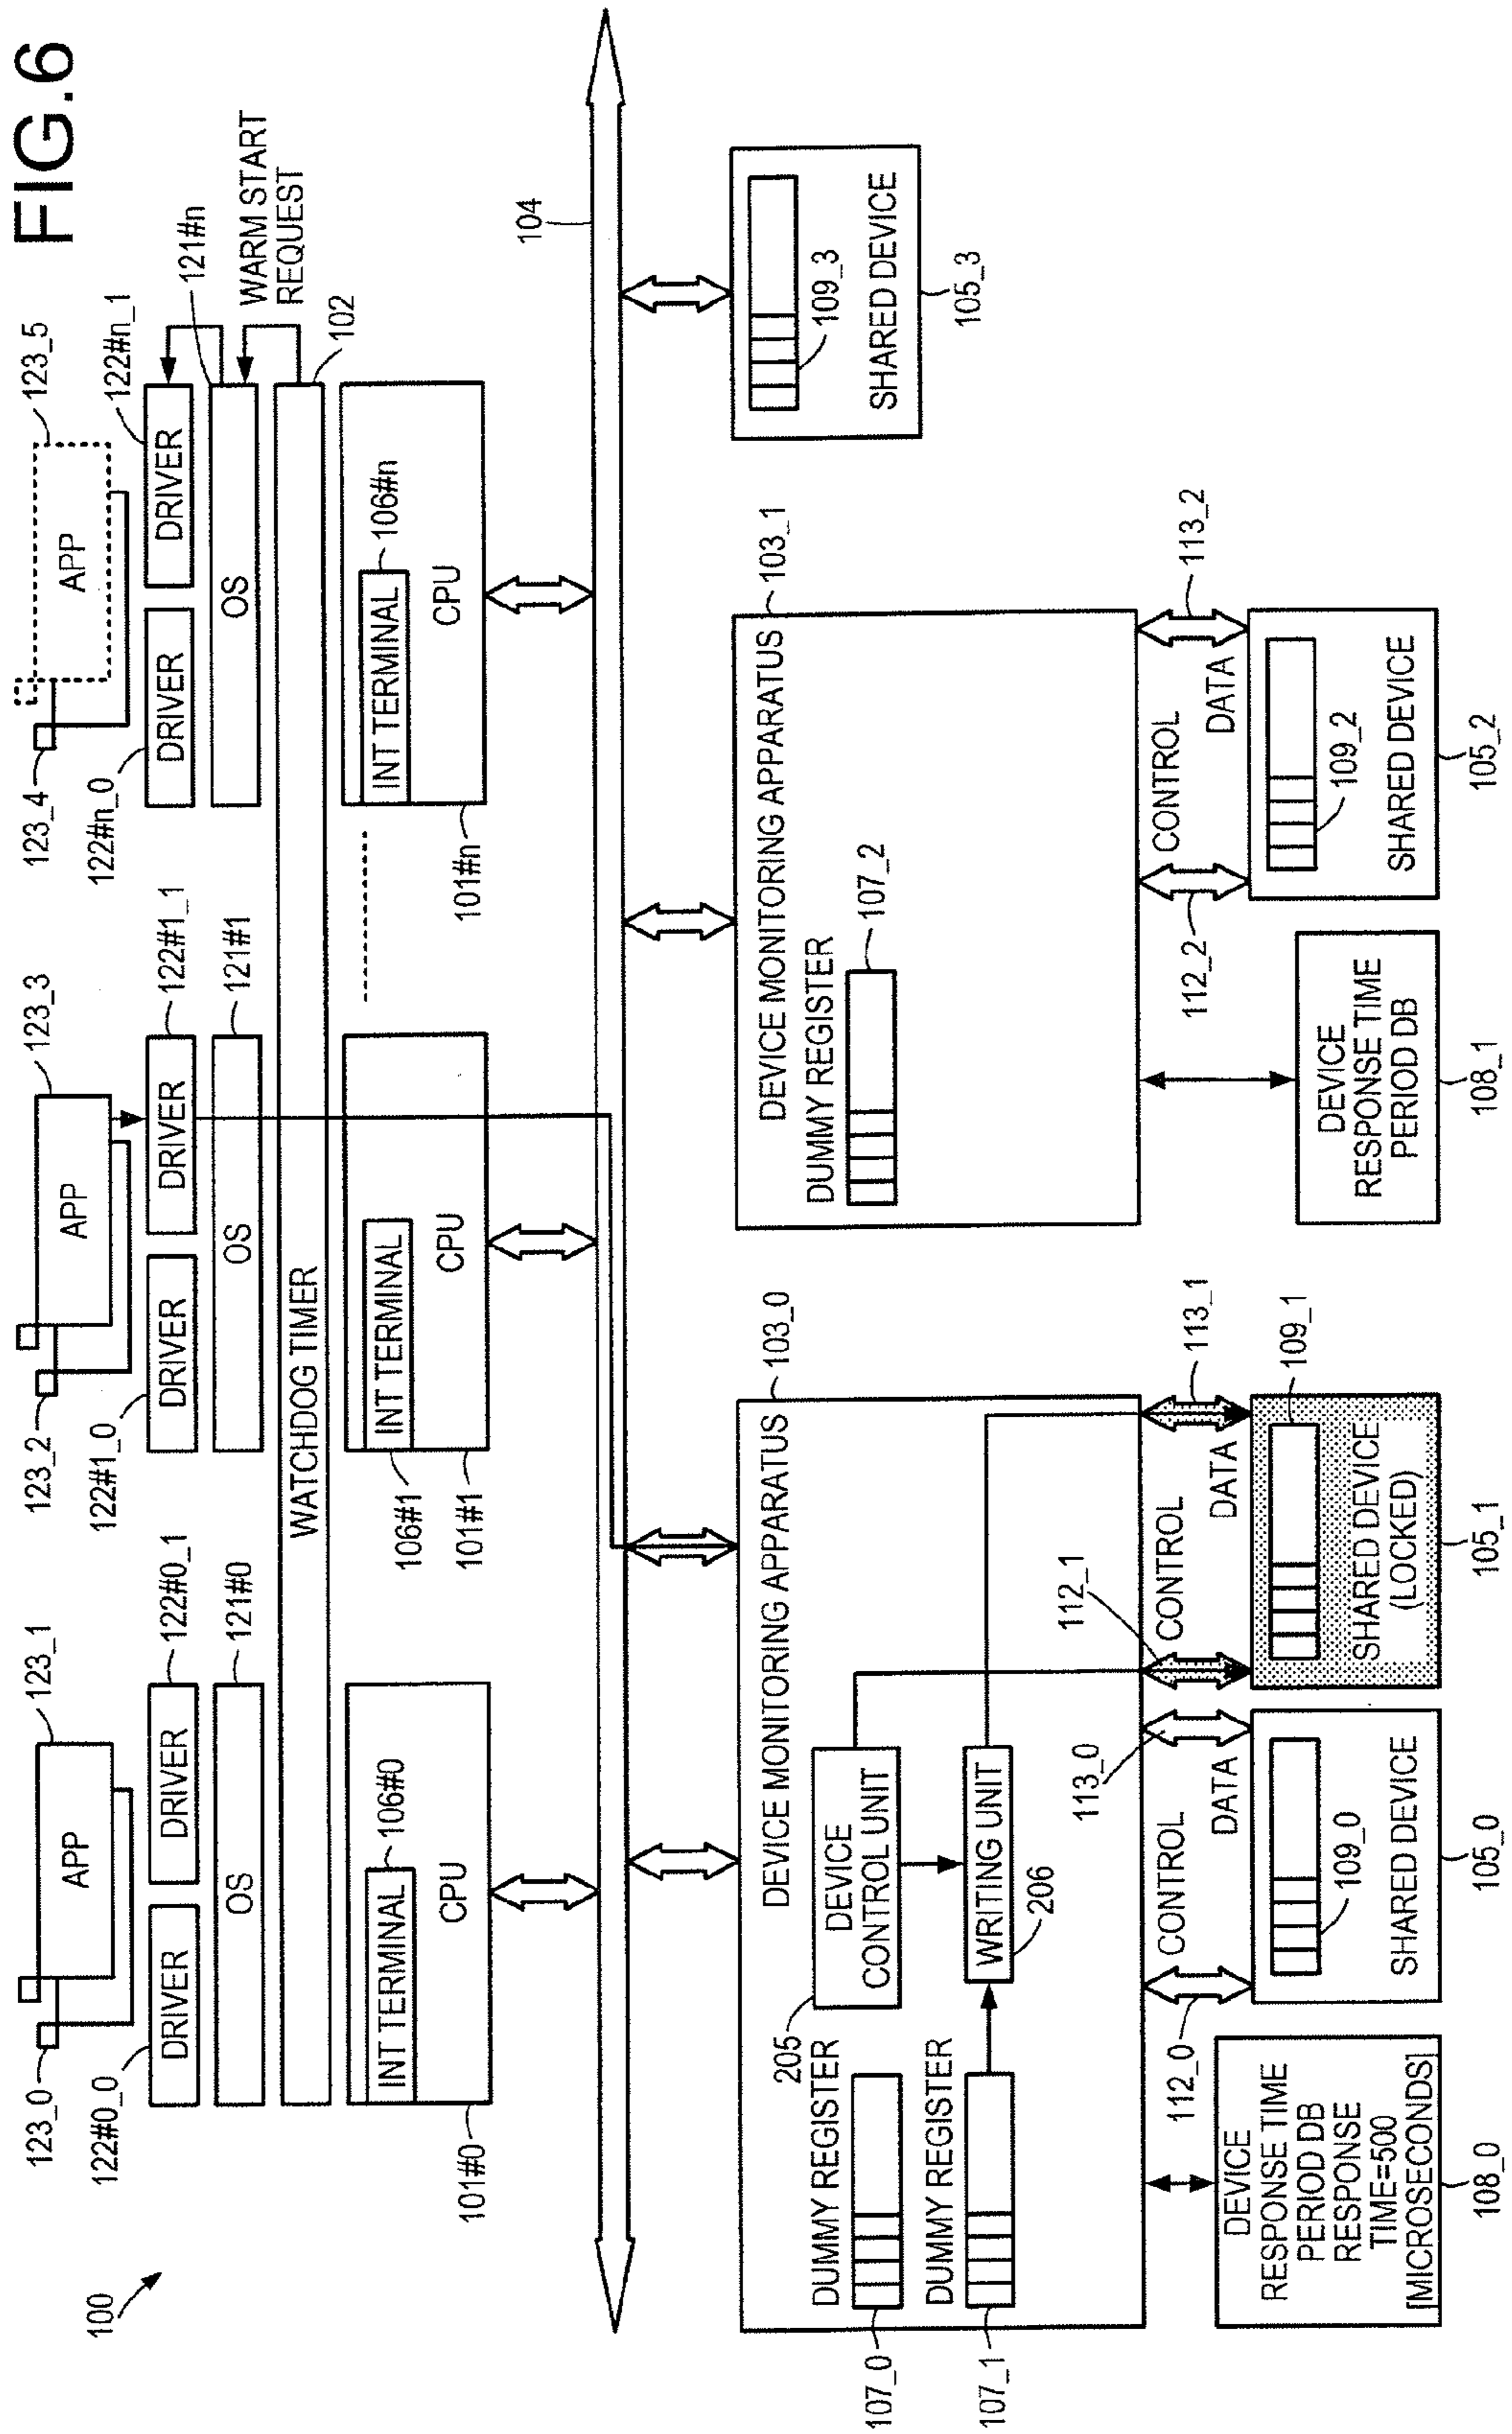 FIG.6
100
123_0
123_1
APP
122#0_0
DRIVER
DRIVER
122#0_1
OS
121#0
123_2
123_3
APP
122#1_0
DRIVER
DRIVER
122#1_1
OS
121#1
123_4
123_5
APP
122#n_0
DRIVER
DRIVER
122#n_1
OS
121#n
WARM START
REQUEST
WATCHDOG TIMER
102
INT TERMINAL
106#0
CPU
101#0
INT TERMINAL
106#1
CPU
101#1
INT TERMINAL
106#n
CPU
101#n
104
DEVICE MONITORING APPARATUS
103_0
DUMMY REGISTER
107_0
DUMMY REGISTER
107_1
205
DEVICE
CONTROL UNIT
WRITING UNIT
206
DEVICE MONITORING APPARATUS
103_1
DUMMY REGISTER
107_2
SHARED DEVICE
109_3
105_3
112_0
CONTROL
DATA
113_0
112_1
CONTROL
DATA
113_1
112_2
CONTROL
DATA
113_2
DEVICE
RESPONSE TIME
PERIOD DB
RESPONSE
TIME=500
[MICROSECONDS]
108_0
109_0
SHARED DEVICE
105_0
109_1
SHARED DEVICE
(LOCKED)
105_1
DEVICE
RESPONSE TIME
PERIOD DB
108_1
109_2
SHARED DEVICE
105_2